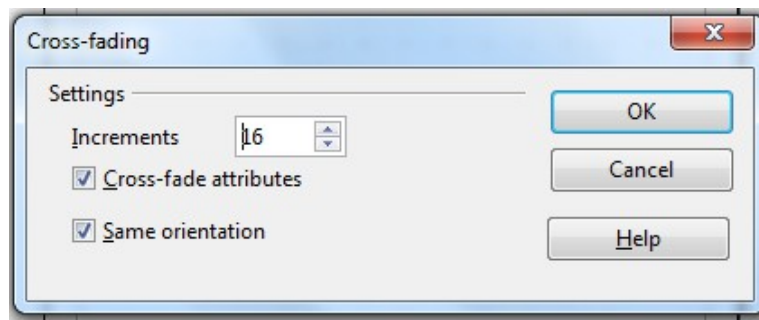 Cross-fading
Settings
Increments 16
Cross-fade attributes
Same orientation
OK
Cancel
Help